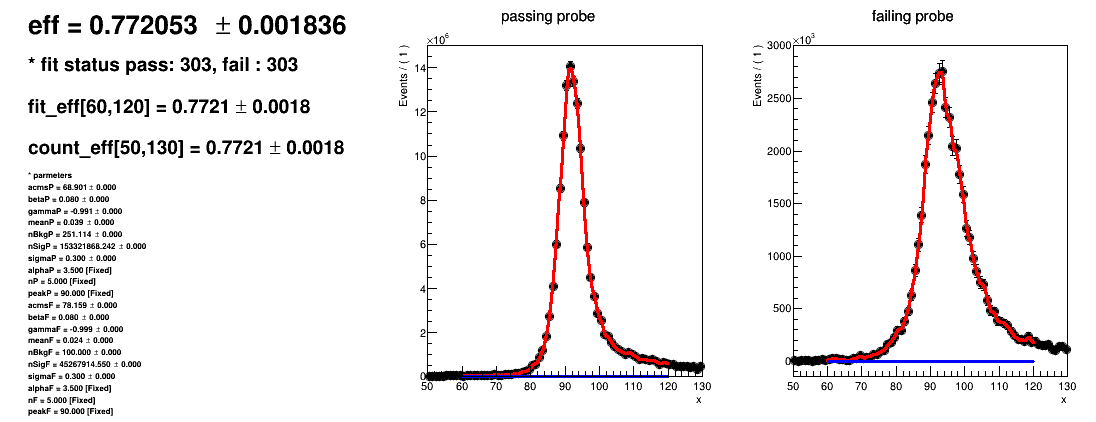 eff = 0.772053 ± 0.001836
* fit status pass: 303, fail : 303
fit_eff[60,120] = 0.7721 ± 0.0018
count_eff[50,130] = 0.7721 ± 0.0018
* parmeters
acmsP = 68.901 ± 0.000
betaP = 0.080 ± 0.000
gammaP = -0.991 ± 0.000
meanP = 0.039 ± 0.000
nBkgP = 251.114 ± 0.000
nSigP = 153321868.242 ± 0.000
sigmaP = 0.300 ± 0.000
alphaP = 3.500 [Fixed]
nP = 5.000 [Fixed]
peakP = 90.000 [Fixed]
acmsF = 78.159 ± 0.000
betaF = 0.080 ± 0.000
gammaF = -0.999 ± 0.000
meanF = 0.024 ± 0.000
nBkgF = 100.000 ± 0.000
nSigF = 45267914.550 ± 0.000
sigmaF = 0.300 ± 0.000
alphaF = 3.500 [Fixed]
nF = 5.000 [Fixed]
peakF = 90.000 [Fixed]
passing probe
×10⁶
Events / ( 1 )
14
12
10
8
6
4
2
0
50 60 70 80 90 100 110 120 130
x
failing probe
×10³
Events / ( 1 )
3000
2500
2000
1500
1000
500
0
50 60 70 80 90 100 110 120 130
x